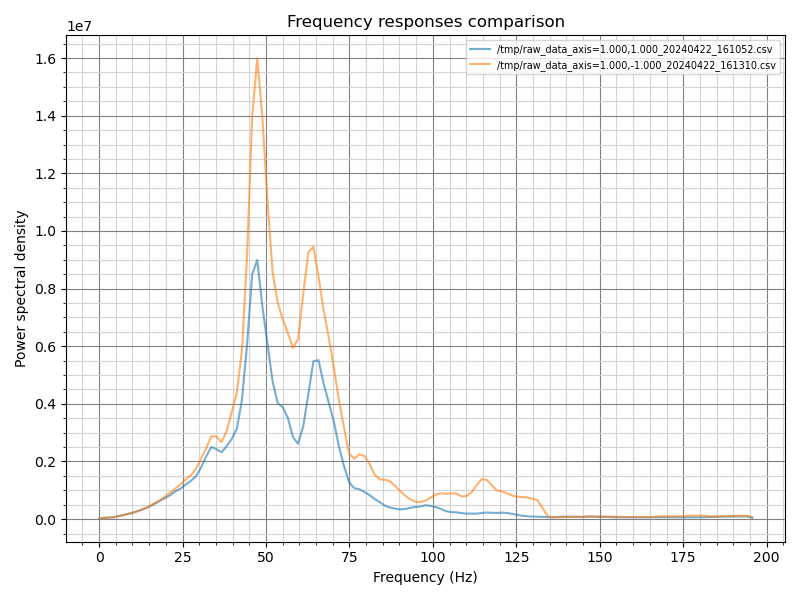 Frequency responses comparison
1e7
/tmp/raw_data_axis=1.000,1.000_20240422_161052.csv
/tmp/raw_data_axis=1.000,-1.000_20240422_161310.csv
1.6
1.4
1.2
1.0
0.8
0.6
0.4
0.2
0.0
Power spectral density
0 25 50 75 100 125 150 175 200
Frequency (Hz)